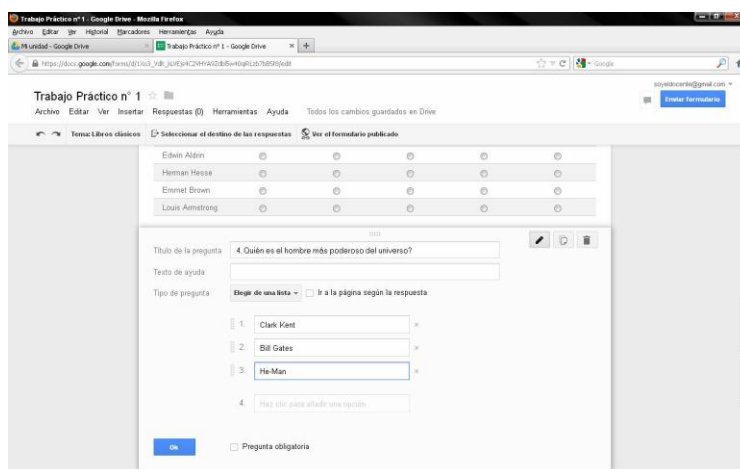 Trabajo Práctico nº 1 - Google Drive - Mozilla Firefox
Archivo Editar Ver Historial Marcadores Herramientas Ayuda
Mi unidad - Google Drive Trabajo Práctico nº 1 - Google Drive
Google
soyeldocente@gmail.com
Trabajo Práctico n° 1
Enviar formulario
Archivo Editar Ver Insertar Respuestas (0) Herramientas Ayuda Todos los cambios guardados en Drive
Tema: Libros clásicos Seleccionar el destino de las respuestas Ver el formulario publicado
Edwin Aldrin
Herman Hesse
Emmet Brown
Louis Armstrong
Título de la pregunta 4. Quién es el hombre más poderoso del universo?
Texto de ayuda
Tipo de pregunta Elegir de una lista Ir a la página según la respuesta
1. Clark Kent
2. Bill Gates
3. He-Man
4. Haz clic para añadir una opción
Ok Pregunta obligatoria